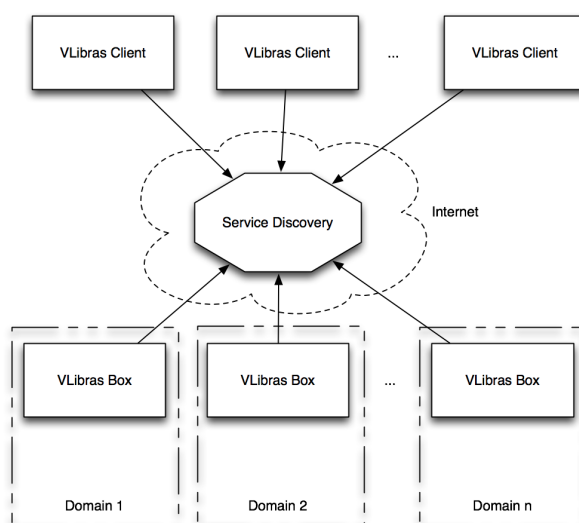 VLibras Client
VLibras Client
...
VLibras Client
Internet
Service Discovery
VLibras Box
VLibras Box
...
VLibras Box
Domain 1
Domain 2
Domain n